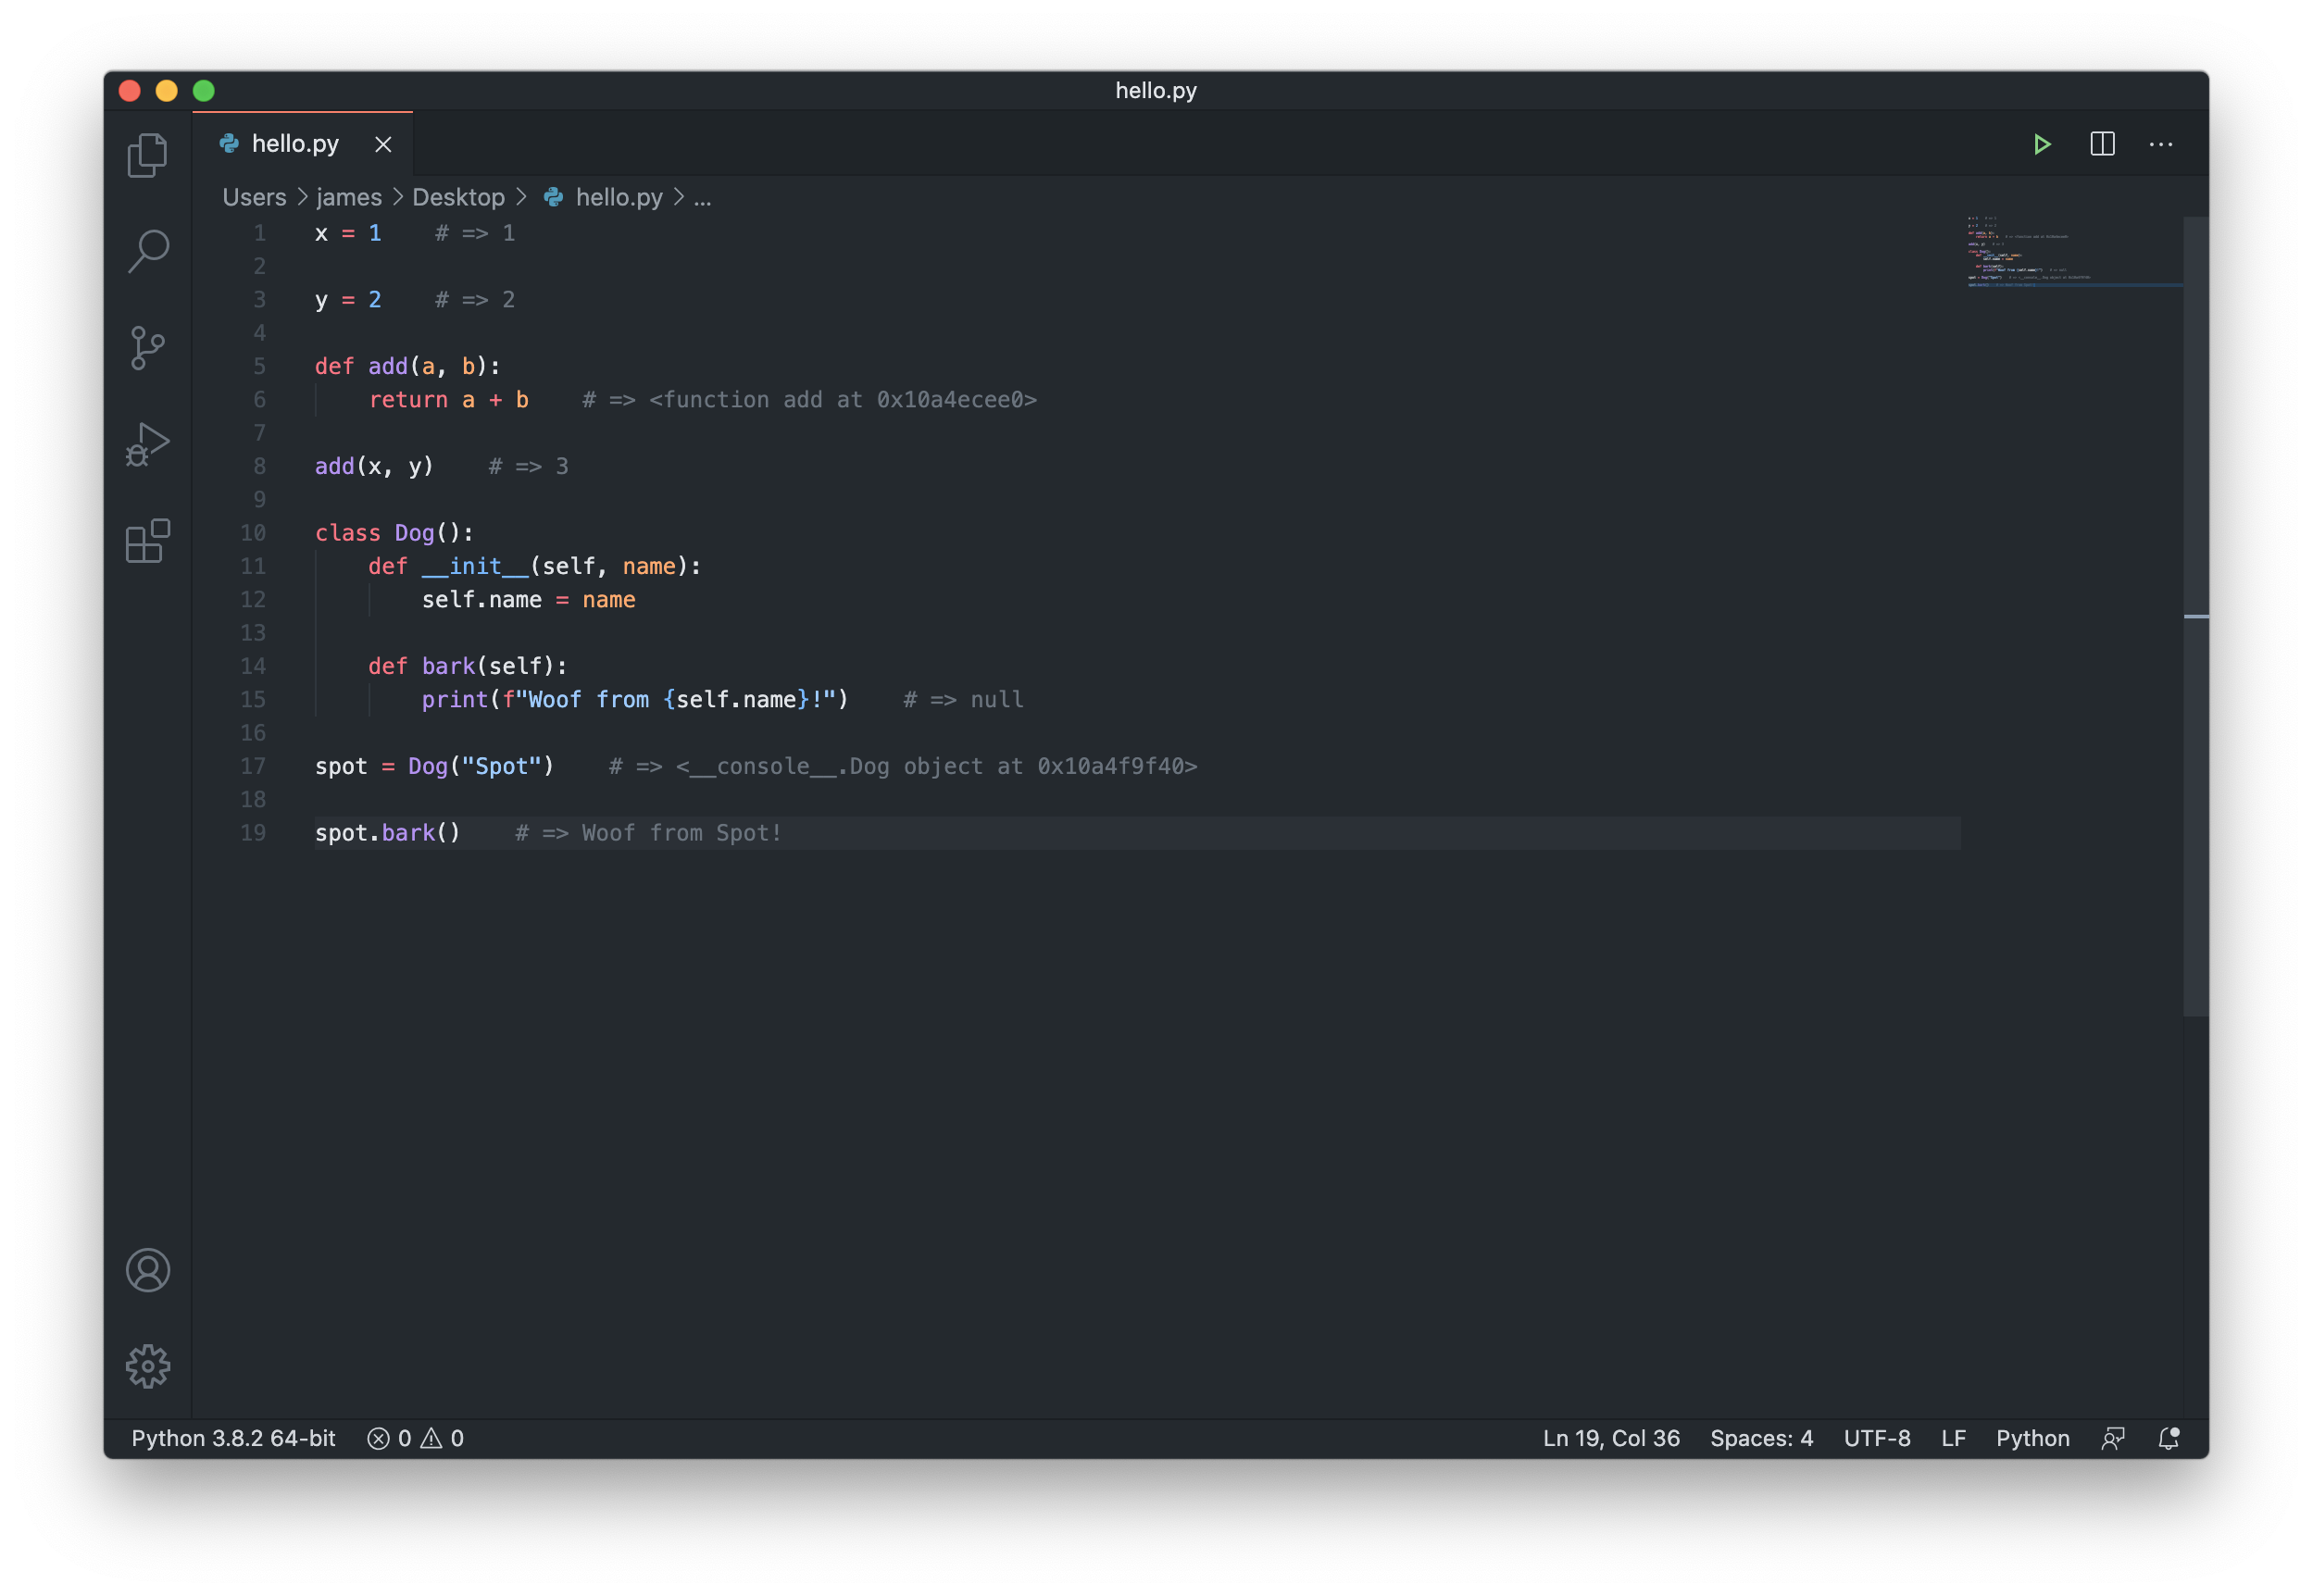 hello.py
hello.py
Users > james > Desktop > hello.py > ...
1 x = 1    # => 1
2
3 y = 2    # => 2
4
5 def add(a, b):
6     return a + b    # => <function add at 0x10a4ecee0>
7
8 add(x, y)    # => 3
9
10 class Dog():
11     def __init__(self, name):
12         self.name = name
13
14     def bark(self):
15         print(f"Woof from {self.name}!")    # => null
16
17 spot = Dog("Spot")    # => <__console__.Dog object at 0x10a4f9f40>
18
19 spot.bark()    # => Woof from Spot!
Python 3.8.2 64-bit 0 0 Ln 19, Col 36 Spaces: 4 UTF-8 LF Python